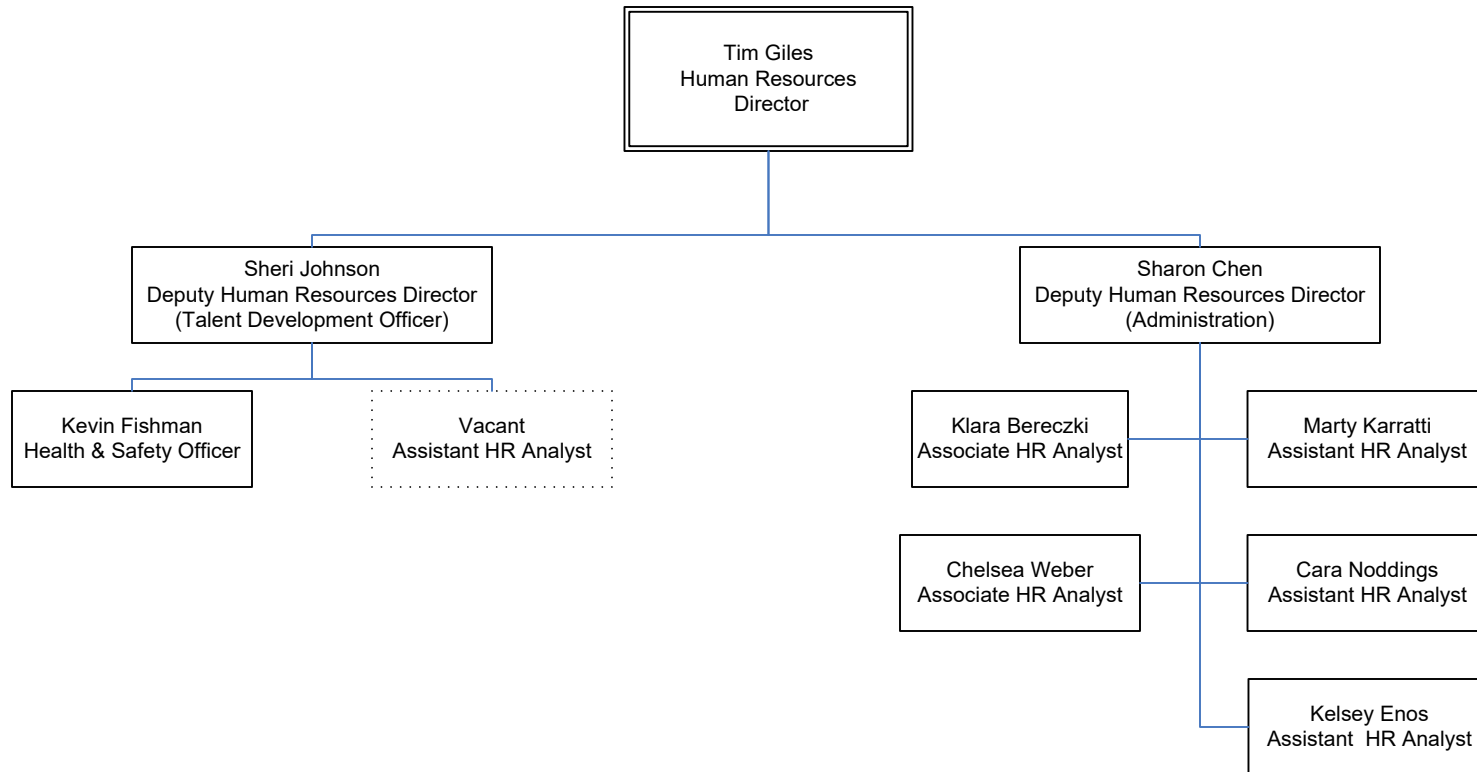 Tim Giles
Human Resources
Director
Sheri Johnson
Deputy Human Resources Director
(Talent Development Officer)
Sharon Chen
Deputy Human Resources Director
(Administration)
Kevin Fishman
Health & Safety Officer
Vacant
Assistant HR Analyst
Klara Bereczki
Associate HR Analyst
Marty Karratti
Assistant HR Analyst
Chelsea Weber
Associate HR Analyst
Cara Noddings
Assistant HR Analyst
Kelsey Enos
Assistant  HR Analyst